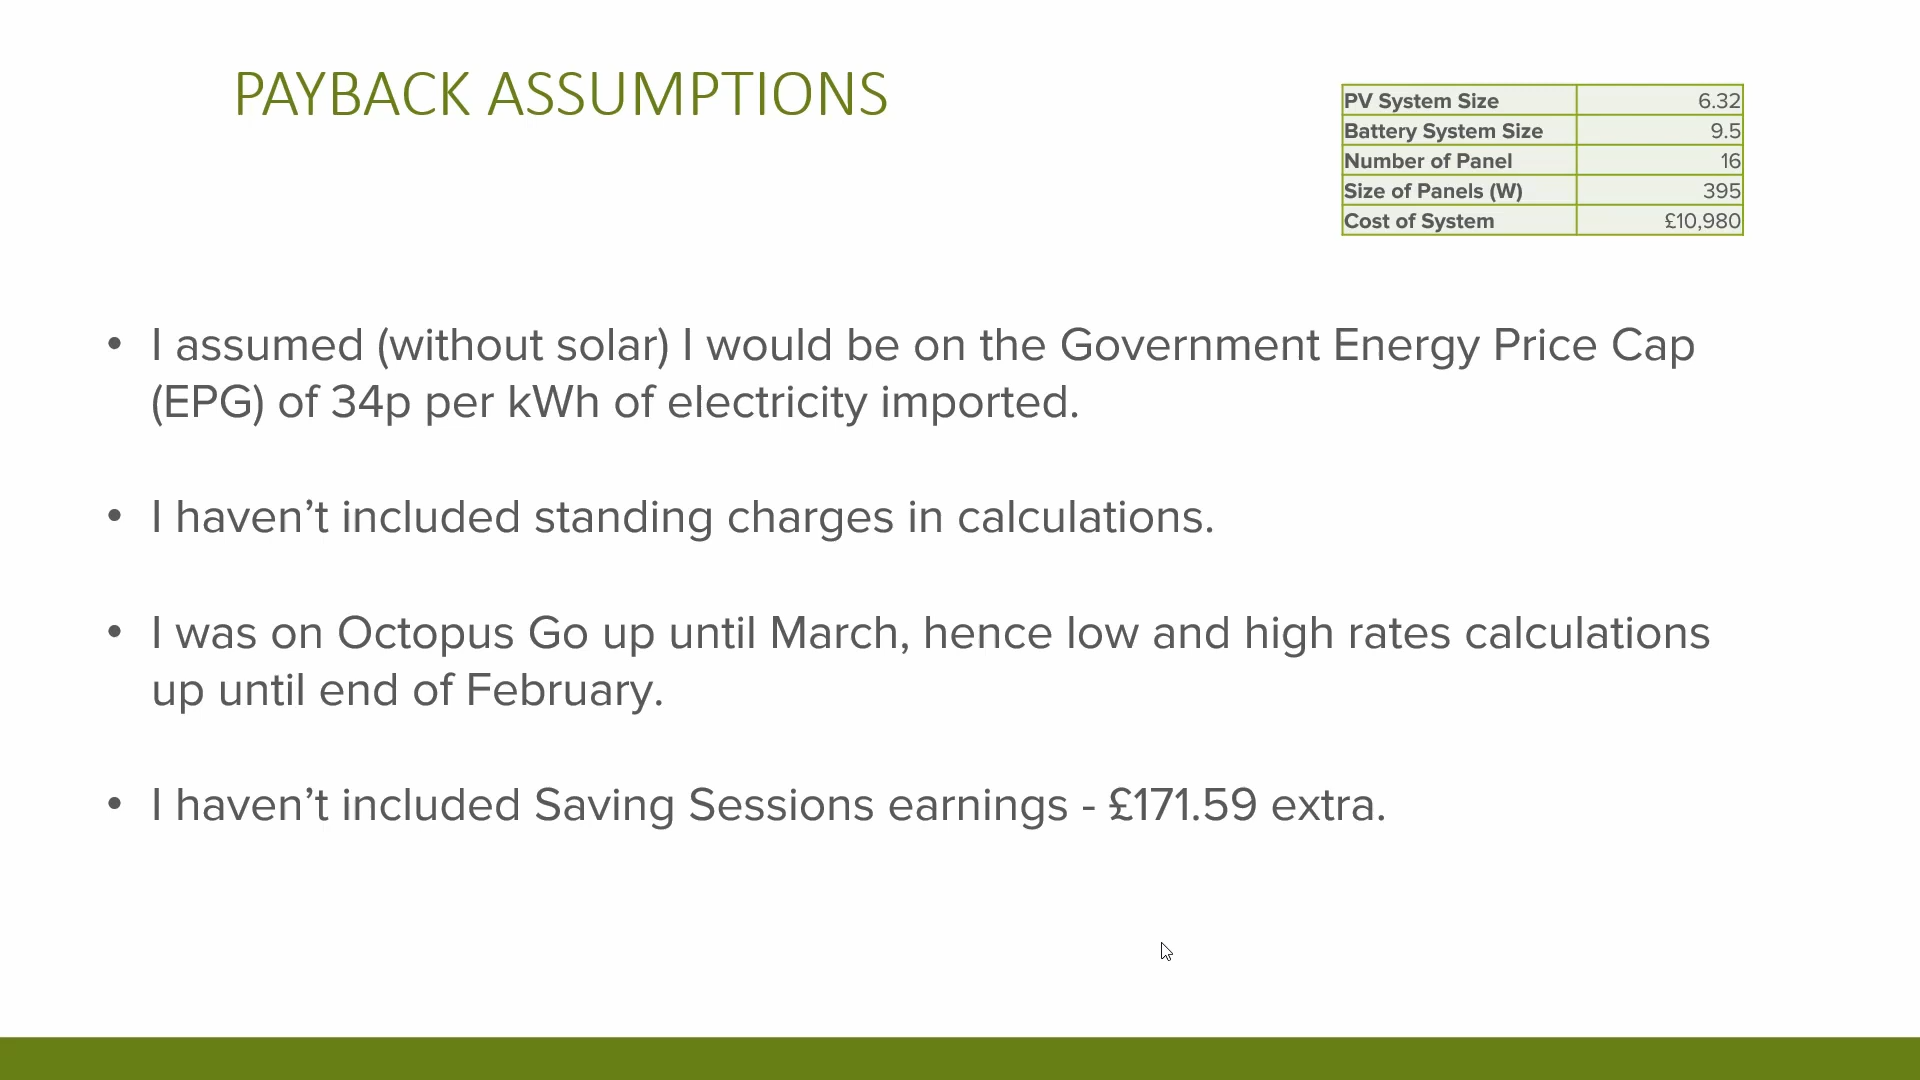 PAYBACK ASSUMPTIONS
PV System Size 6.32
Battery System Size 9.5
Number of Panel 16
Size of Panels (W) 395
Cost of System £10,980
• I assumed (without solar) I would be on the Government Energy Price Cap
(EPG) of 34p per kWh of electricity imported.
• I haven’t included standing charges in calculations.
• I was on Octopus Go up until March, hence low and high rates calculations
up until end of February.
• I haven’t included Saving Sessions earnings - £171.59 extra.